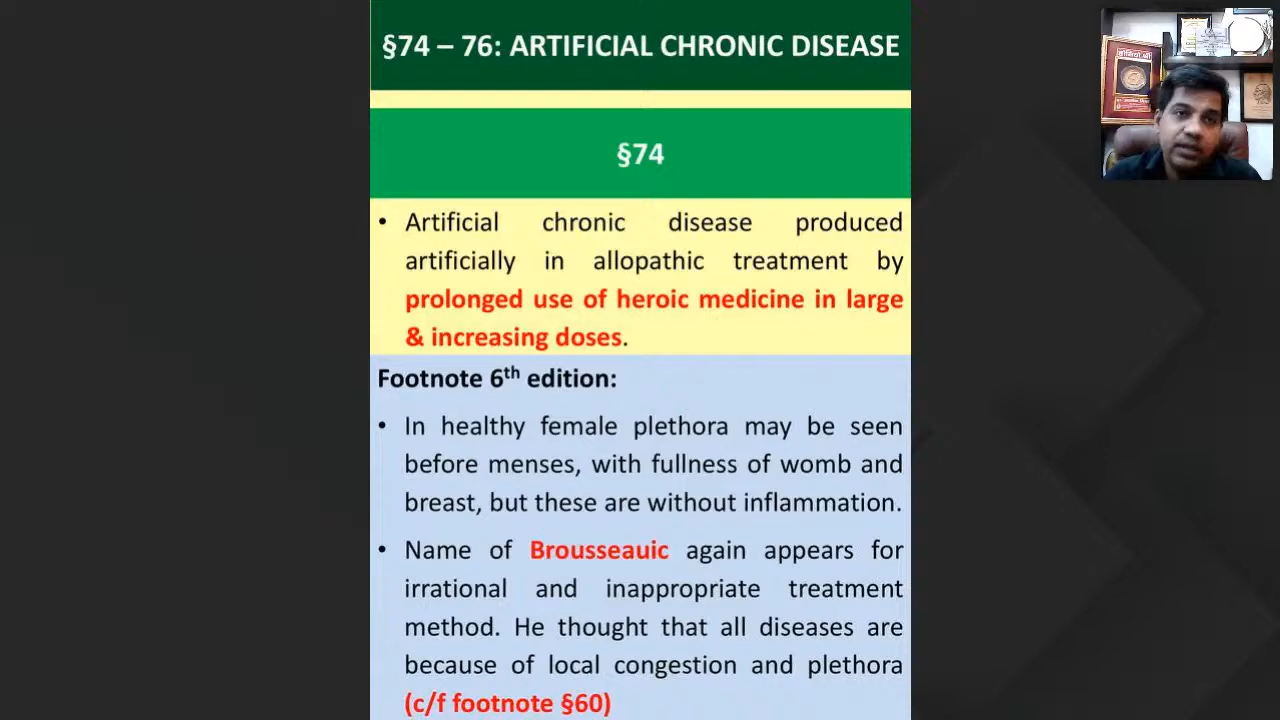 §74 – 76: ARTIFICIAL CHRONIC DISEASE
§74
• Artificial chronic disease produced
artificially in allopathic treatment by
prolonged use of heroic medicine in large
& increasing doses.
Footnote 6th edition:
• In healthy female plethora may be seen
before menses, with fullness of womb and
breast, but these are without inflammation.
• Name of Brousseauic again appears for
irrational and inappropriate treatment
method. He thought that all diseases are
because of local congestion and plethora
(c/f footnote §60)